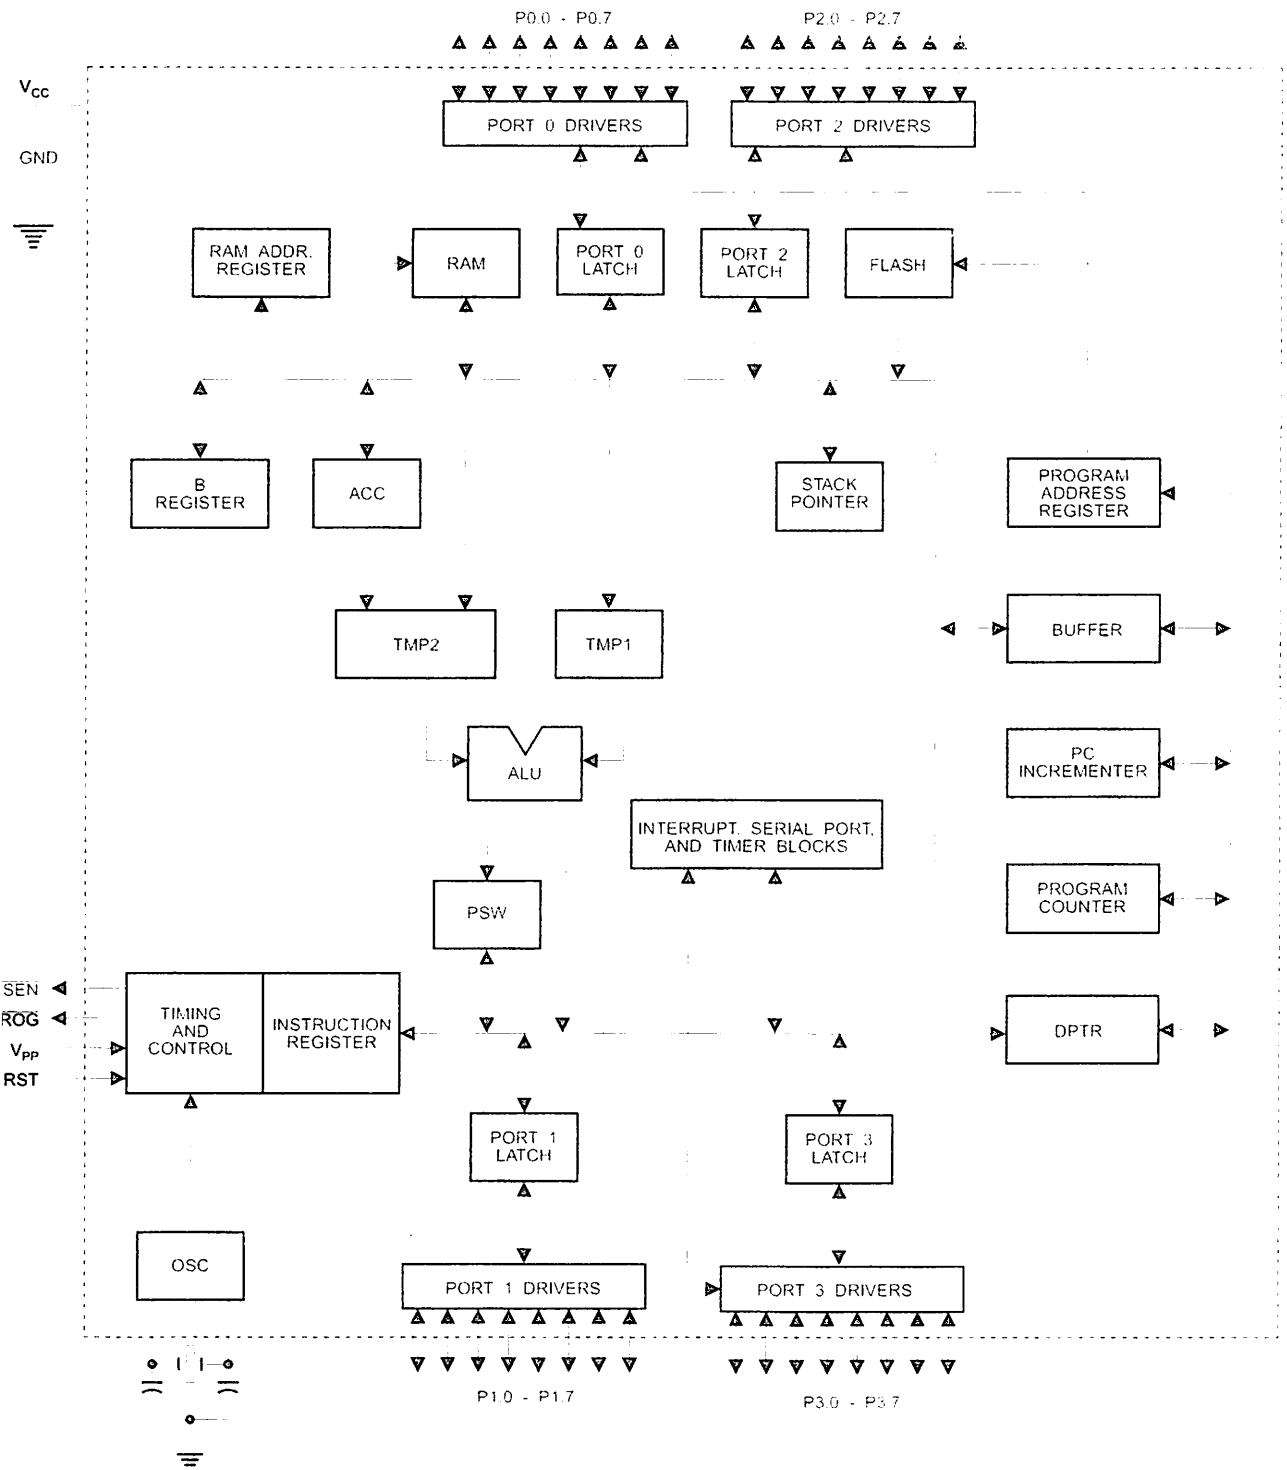 P0.0 - P0.7
P2.0 - P2.7
VCC
GND
PORT 0 DRIVERS
PORT 2 DRIVERS
RAM ADDR.
REGISTER
RAM
PORT 0
LATCH
PORT 2
LATCH
FLASH
B
REGISTER
ACC
STACK
POINTER
PROGRAM
ADDRESS
REGISTER
TMP2
TMP1
BUFFER
ALU
PC
INCREMENTER
INTERRUPT, SERIAL PORT,
AND TIMER BLOCKS
PSW
PROGRAM
COUNTER
SEN
ROG
VPP
RST
TIMING
AND
CONTROL
INSTRUCTION
REGISTER
DPTR
PORT 1
LATCH
PORT 3
LATCH
OSC
PORT 1 DRIVERS
PORT 3 DRIVERS
P1.0 - P1.7
P3.0 - P3.7